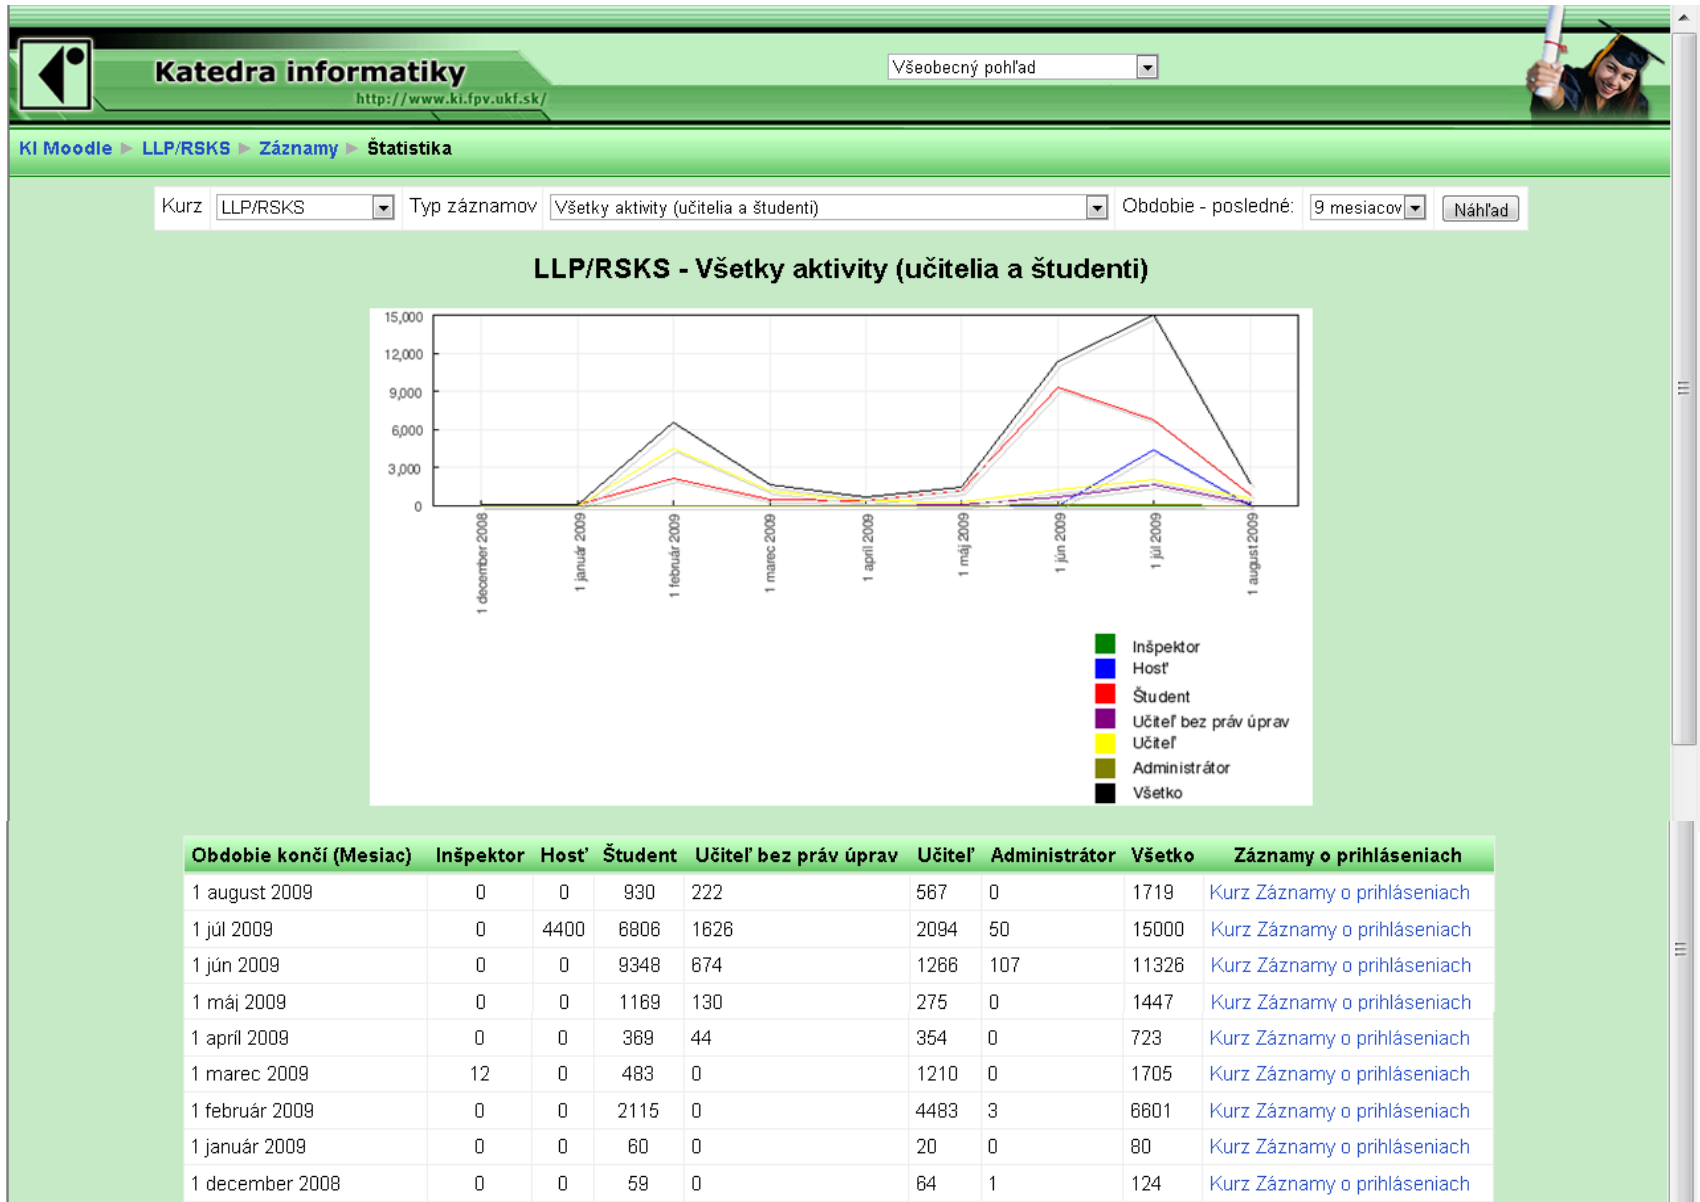 Katedra informatiky
http://www.ki.fpv.ukf.sk/
Všeobecný pohľad
KI Moodle ► LLP/RSKS ► Záznamy ► Štatistika
Kurz LLP/RSKS Typ záznamov Všetky aktivity (učitelia a študenti) Obdobie - posledné: 9 mesiacov Náhľad
LLP/RSKS - Všetky aktivity (učitelia a študenti)
15,000
12,000
9,000
6,000
3,000
0
1 december 2008
1 január 2009
1 február 2009
1 marec 2009
1 apríl 2009
1 máj 2009
1 jún 2009
1 júl 2009
1 august 2009
Inšpektor
Hosť
Študent
Učiteľ bez práv úprav
Učiteľ
Administrátor
Všetko
Obdobie končí (Mesiac) Inšpektor Hosť Študent Učiteľ bez práv úprav Učiteľ Administrátor Všetko Záznamy o prihláseniach
1 august 2009 0 0 930 222 567 0 1719 Kurz Záznamy o prihláseniach
1 júl 2009 0 4400 6806 1626 2094 50 15000 Kurz Záznamy o prihláseniach
1 jún 2009 0 0 9348 674 1266 107 11326 Kurz Záznamy o prihláseniach
1 máj 2009 0 0 1169 130 275 0 1447 Kurz Záznamy o prihláseniach
1 apríl 2009 0 0 369 44 354 0 723 Kurz Záznamy o prihláseniach
1 marec 2009 12 0 483 0 1210 0 1705 Kurz Záznamy o prihláseniach
1 február 2009 0 0 2115 0 4483 3 6601 Kurz Záznamy o prihláseniach
1 január 2009 0 0 60 0 20 0 80 Kurz Záznamy o prihláseniach
1 december 2008 0 0 59 0 64 1 124 Kurz Záznamy o prihláseniach